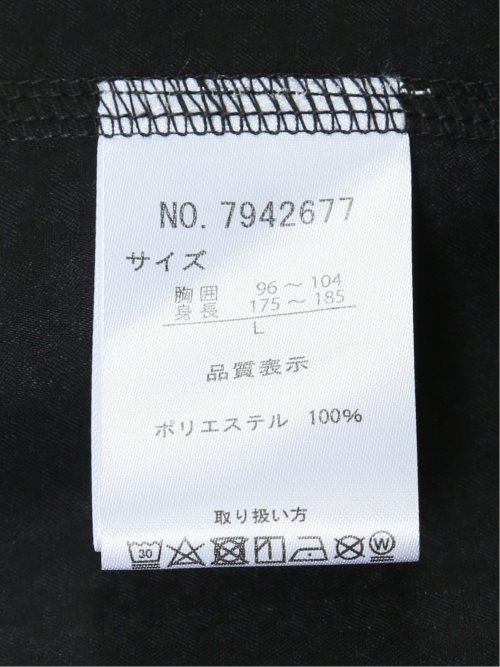 NO. 7942677
サイズ
胸囲 96～104
身長 175～185
L
品質表示
ポリエステル 100%
取り扱い方
30 W